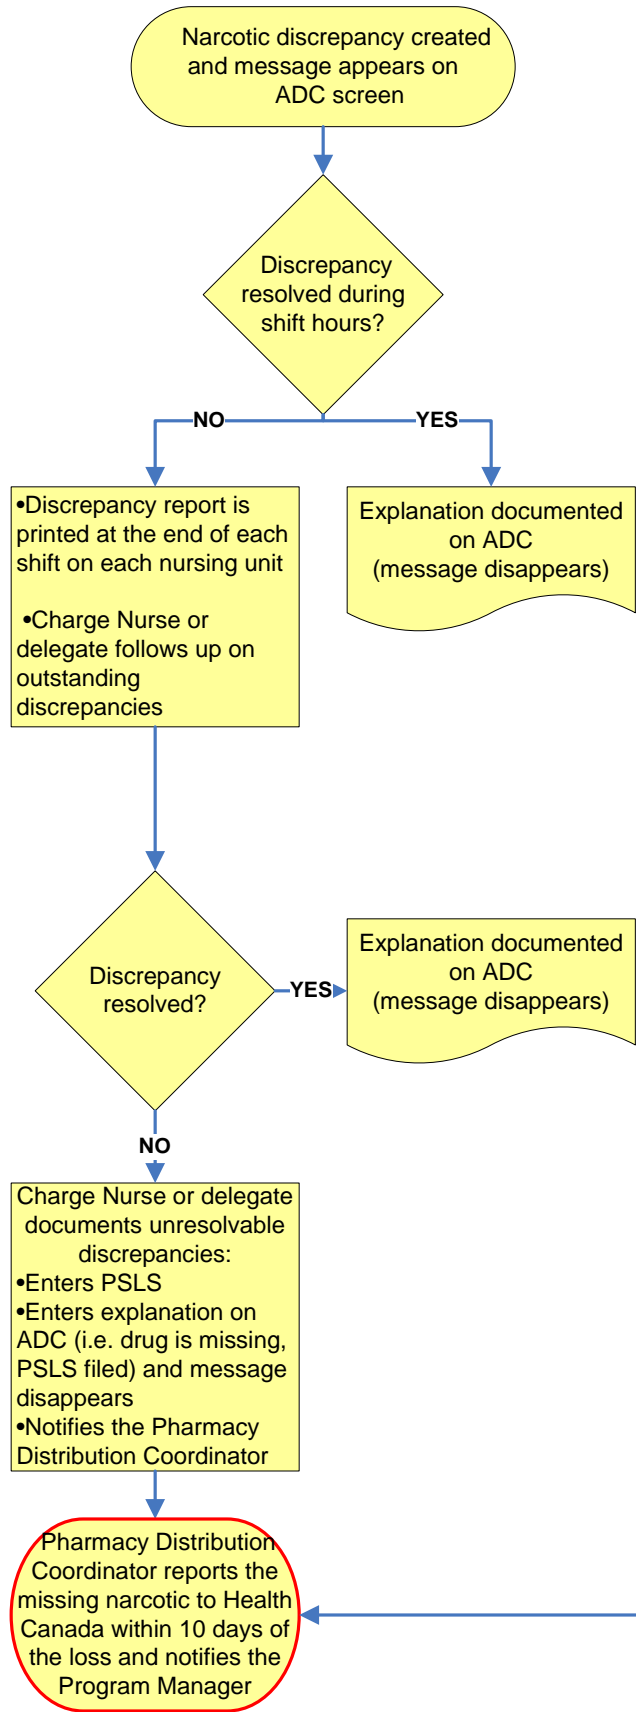 Narcotic discrepancy created
and message appears on
ADC screen
Discrepancy
resolved during
shift hours?
NO
YES
•Discrepancy report is
printed at the end of each
shift on each nursing unit
•Charge Nurse or
delegate follows up on
outstanding
discrepancies
Explanation documented
on ADC
(message disappears)
Discrepancy
resolved?
YES
Explanation documented
on ADC
(message disappears)
NO
Charge Nurse or delegate
documents unresolvable
discrepancies:
•Enters PSLS
•Enters explanation on
ADC (i.e. drug is missing,
PSLS filed) and message
disappears
•Notifies the Pharmacy
Distribution Coordinator
Pharmacy Distribution
Coordinator reports the
missing narcotic to Health
Canada within 10 days of
the loss and notifies the
Program Manager